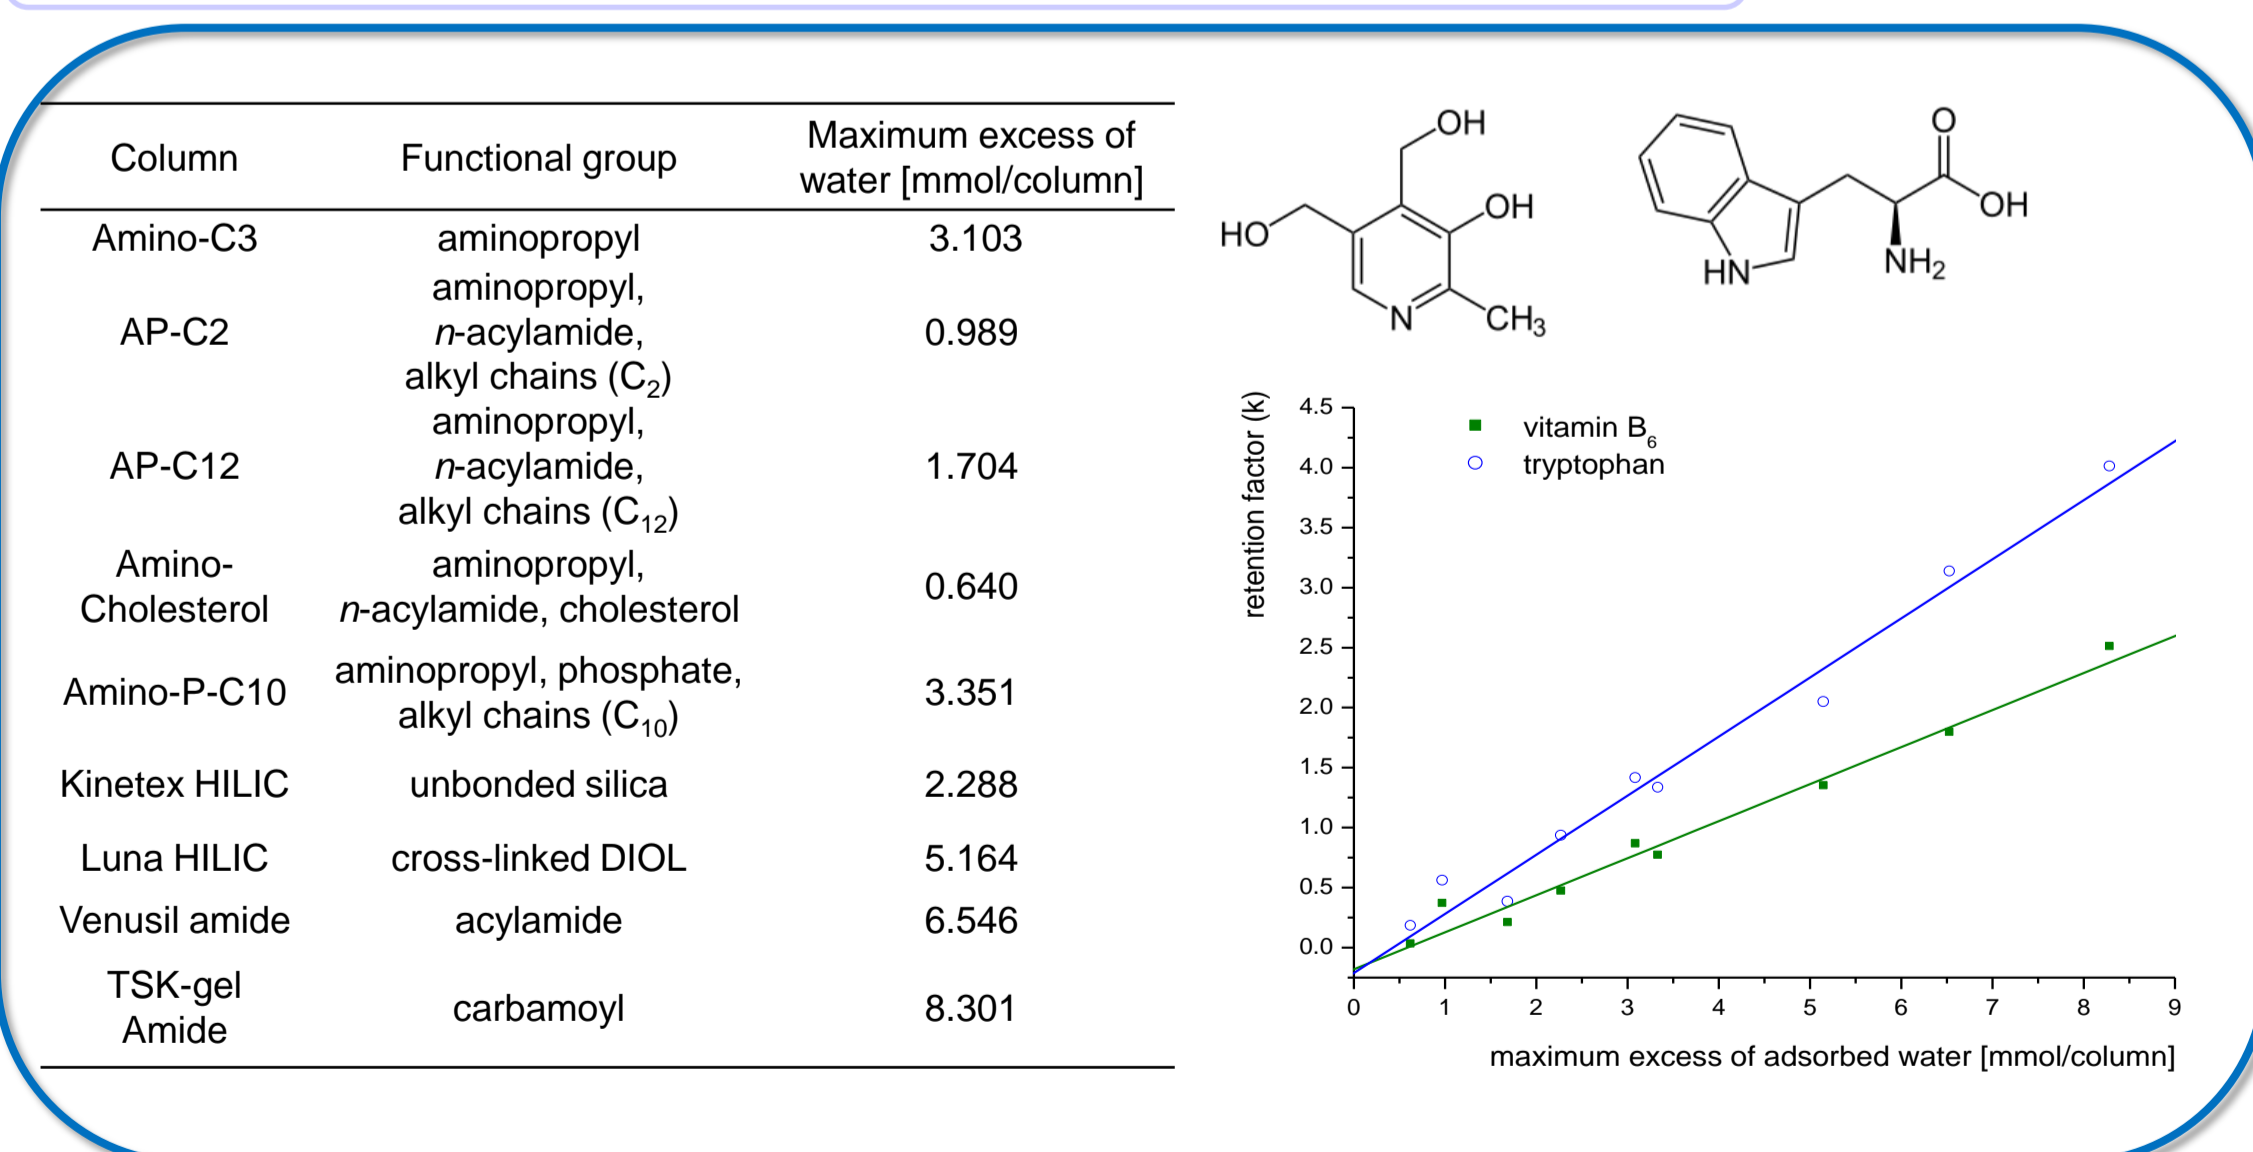 Column Functional group Maximum excess of
water [mmol/column]
Amino-C3 aminopropyl 3.103
aminopropyl,
AP-C2 n-acylamide, 0.989
alkyl chains (C2)
aminopropyl,
AP-C12 n-acylamide, 1.704
alkyl chains (C12)
Amino- aminopropyl,
Cholesterol n-acylamide, cholesterol 0.640
Amino-P-C10 aminopropyl, phosphate, 3.351
alkyl chains (C10)
Kinetex HILIC unbonded silica 2.288
Luna HILIC cross-linked DIOL 5.164
Venusil amide acylamide 6.546
TSK-gel
Amide carbamoyl 8.301
OH
HO
OH
N
CH3
O
OH
NH2
HN
retention factor (k)
vitamin B6
tryptophan
4.5
4.0
3.5
3.0
2.5
2.0
1.5
1.0
0.5
0.0
0 1 2 3 4 5 6 7 8 9
maximum excess of adsorbed water [mmol/column]